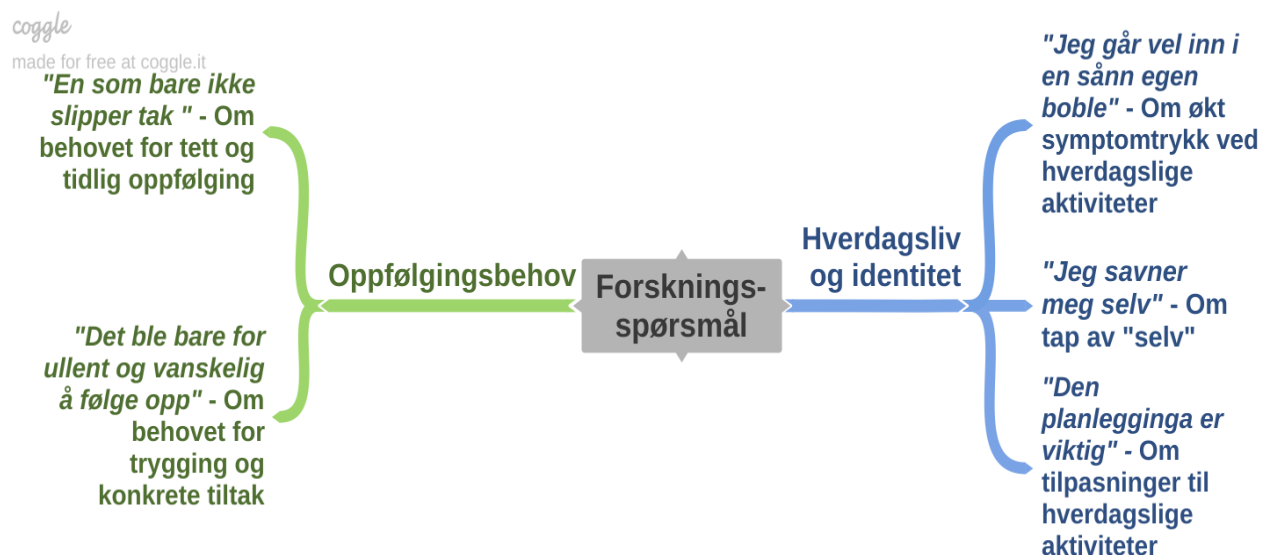 coggle
made for free at coggle.it
"En som bare ikke
slipper tak " - Om
behovet for tett og
tidlig oppfølging
"Det ble bare for
ullent og vanskelig
å følge opp" - Om
behovet for
trygging og
konkrete tiltak
Oppfølgingsbehov
Forsknings-
spørsmål
Hverdagsliv
og identitet
"Jeg går vel inn i
en sånn egen
boble" - Om økt
symptomtrykk ved
hverdagslige
aktiviteter
"Jeg savner
meg selv" - Om
tap av "selv"
"Den
planlegginga er
viktig" - Om
tilpasninger til
hverdagslige
aktiviteter